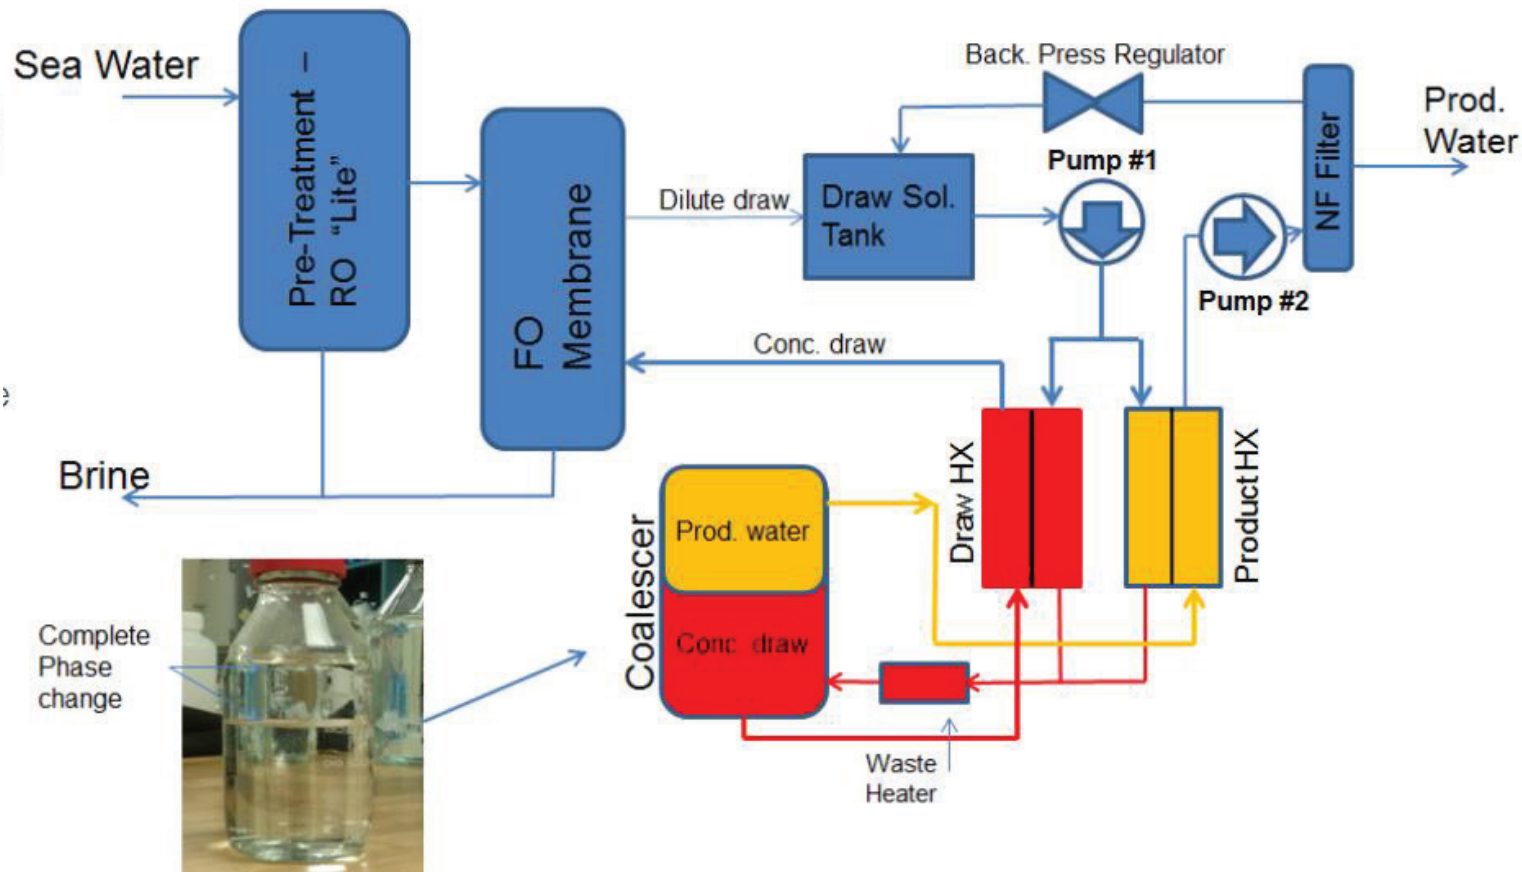 Sea Water
Pre-Treatment –
RO “Lite”
FO
Membrane
Dilute draw
Draw Sol.
Tank
Back. Press Regulator
Pump #1
Pump #2
NF Filter
Prod.
Water
Conc. draw
Brine
Draw HX
Product HX
Coalescer
Prod. water
Conc draw
Waste
Heater
Complete
Phase
change